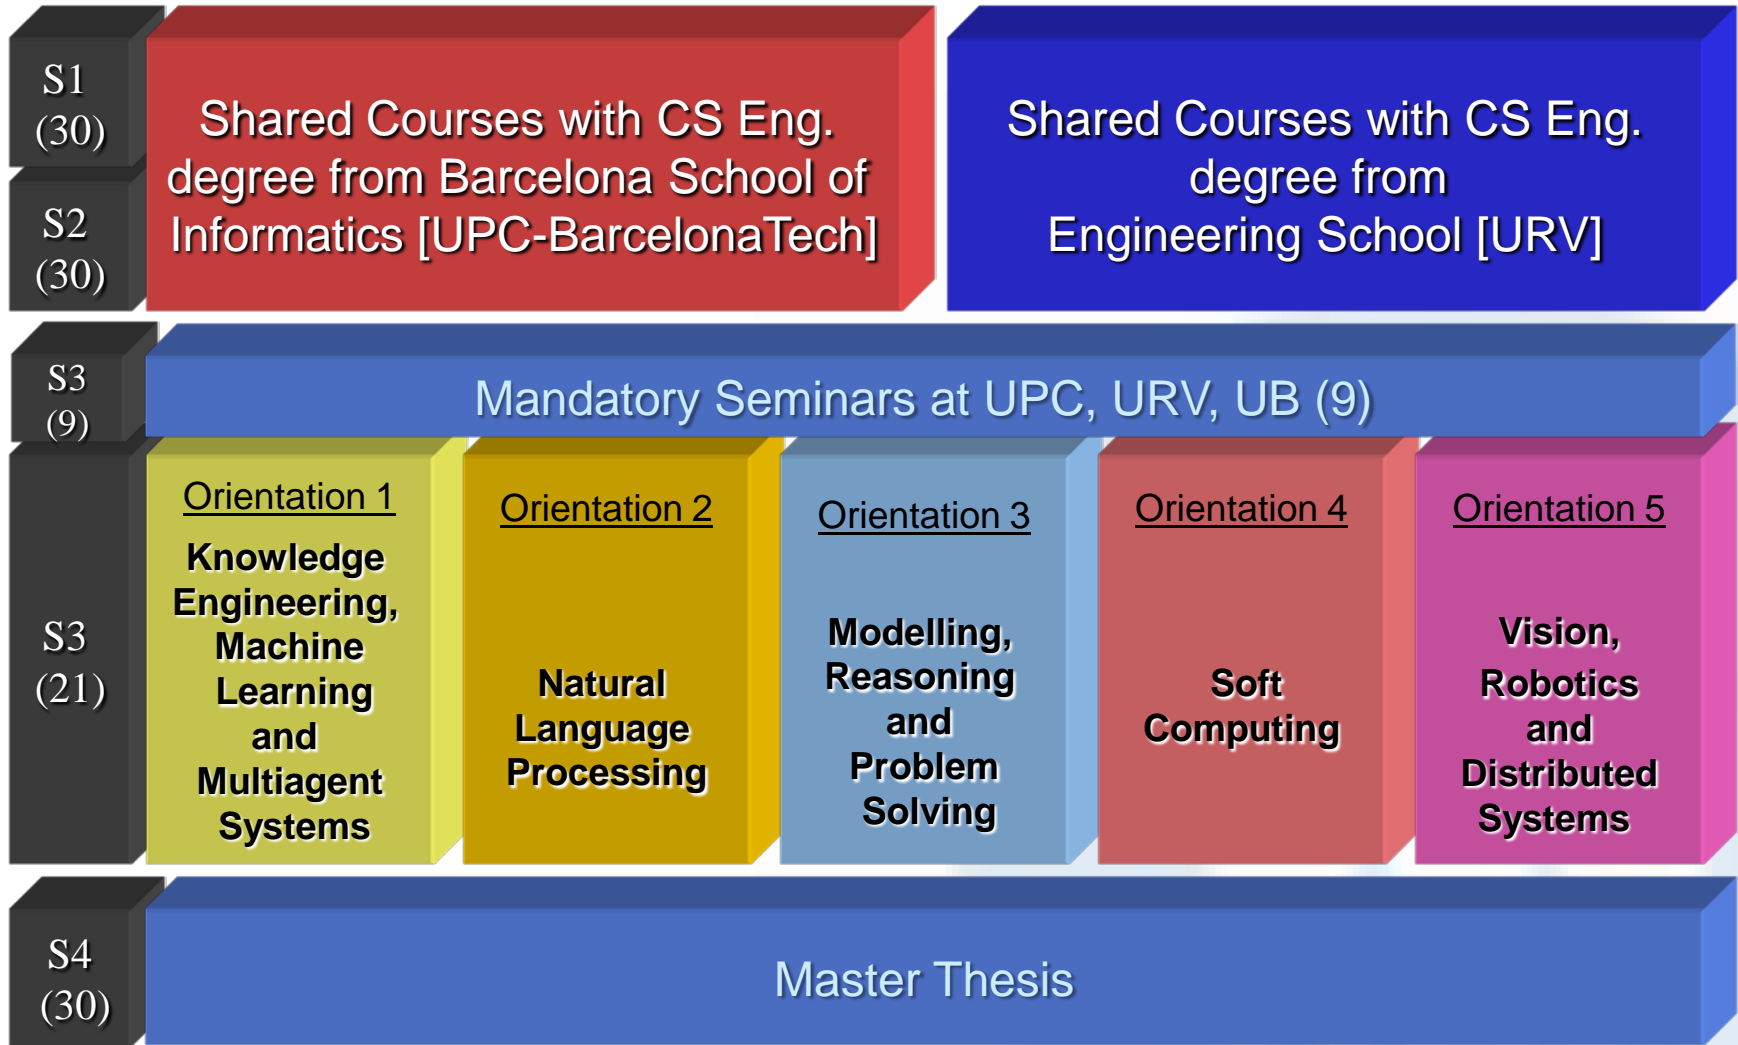 S1
(30)
Shared Courses with CS Eng.
degree from Barcelona School of
Informatics [UPC-BarcelonaTech]
Shared Courses with CS Eng.
degree from
Engineering School [URV]
S2
(30)
S3
(9)
Mandatory Seminars at UPC, URV, UB (9)
S3
(21)
Orientation 1
Knowledge
Engineering,
Machine
Learning
and
Multiagent
Systems
Orientation 2
Natural
Language
Processing
Orientation 3
Modelling,
Reasoning
and
Problem
Solving
Orientation 4
Soft
Computing
Orientation 5
Vision,
Robotics
and
Distributed
Systems
S4
(30)
Master Thesis